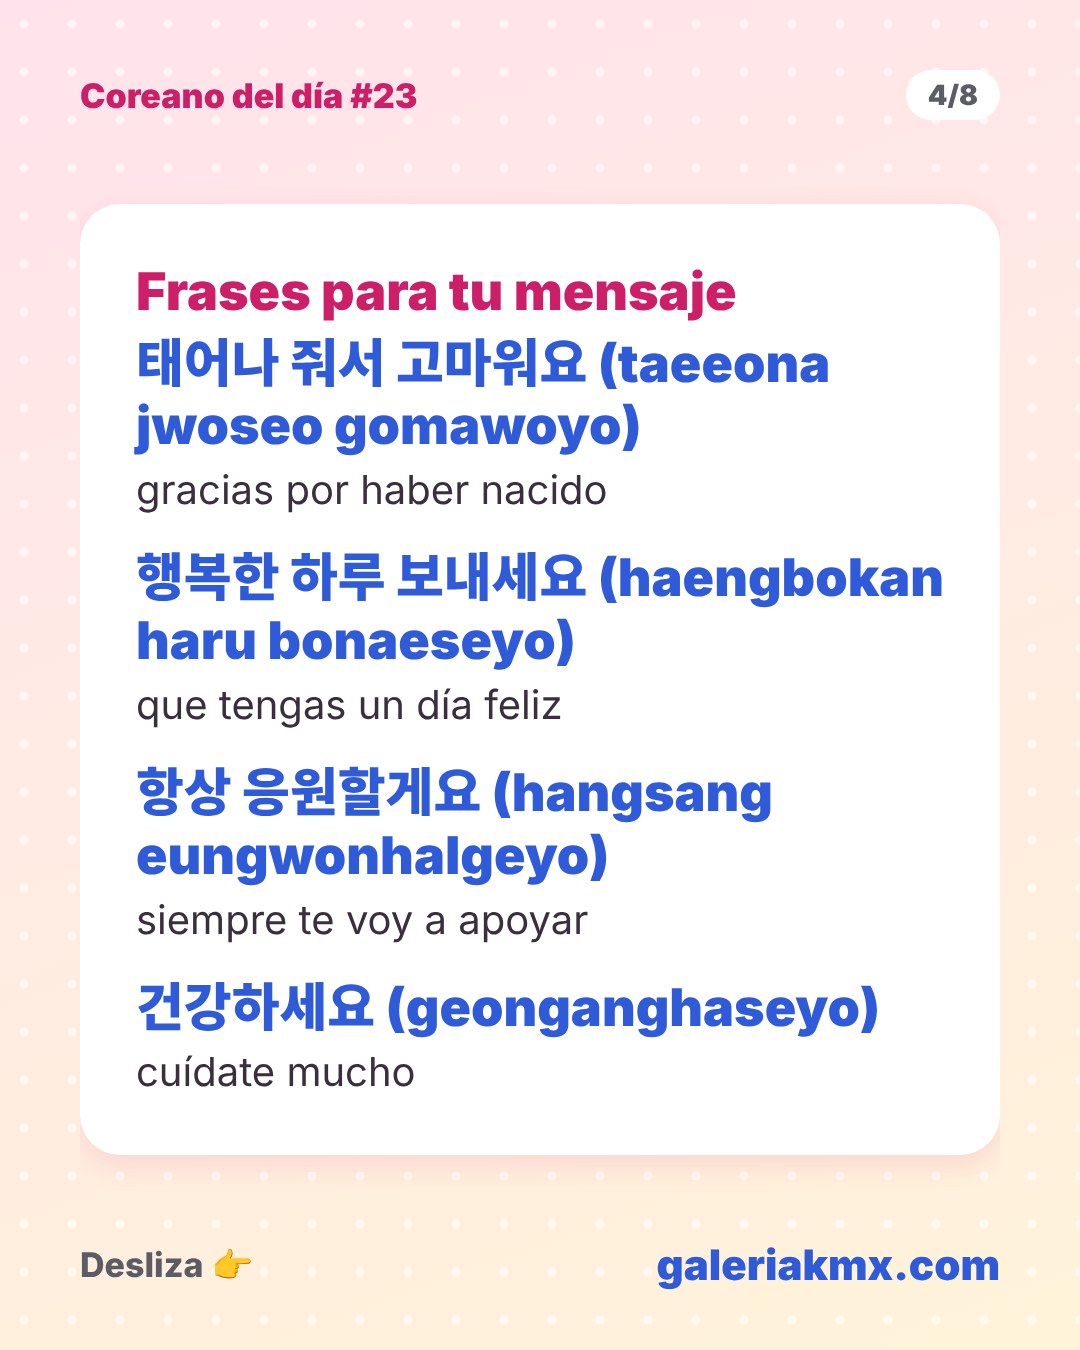 Coreano del día #23
4/8
Frases para tu mensaje
태어나 줘서 고마워요 (taeeona
jwoseo gomawoyo)
gracias por haber nacido
행복한 하루 보내세요 (haengbokan
haru bonaeseyo)
que tengas un día feliz
항상 응원할게요 (hangsang
eungwonhalgeyo)
siempre te voy a apoyar
건강하세요 (geonganghaseyo)
cuídate mucho
Desliza 👉
galeriakmx.com